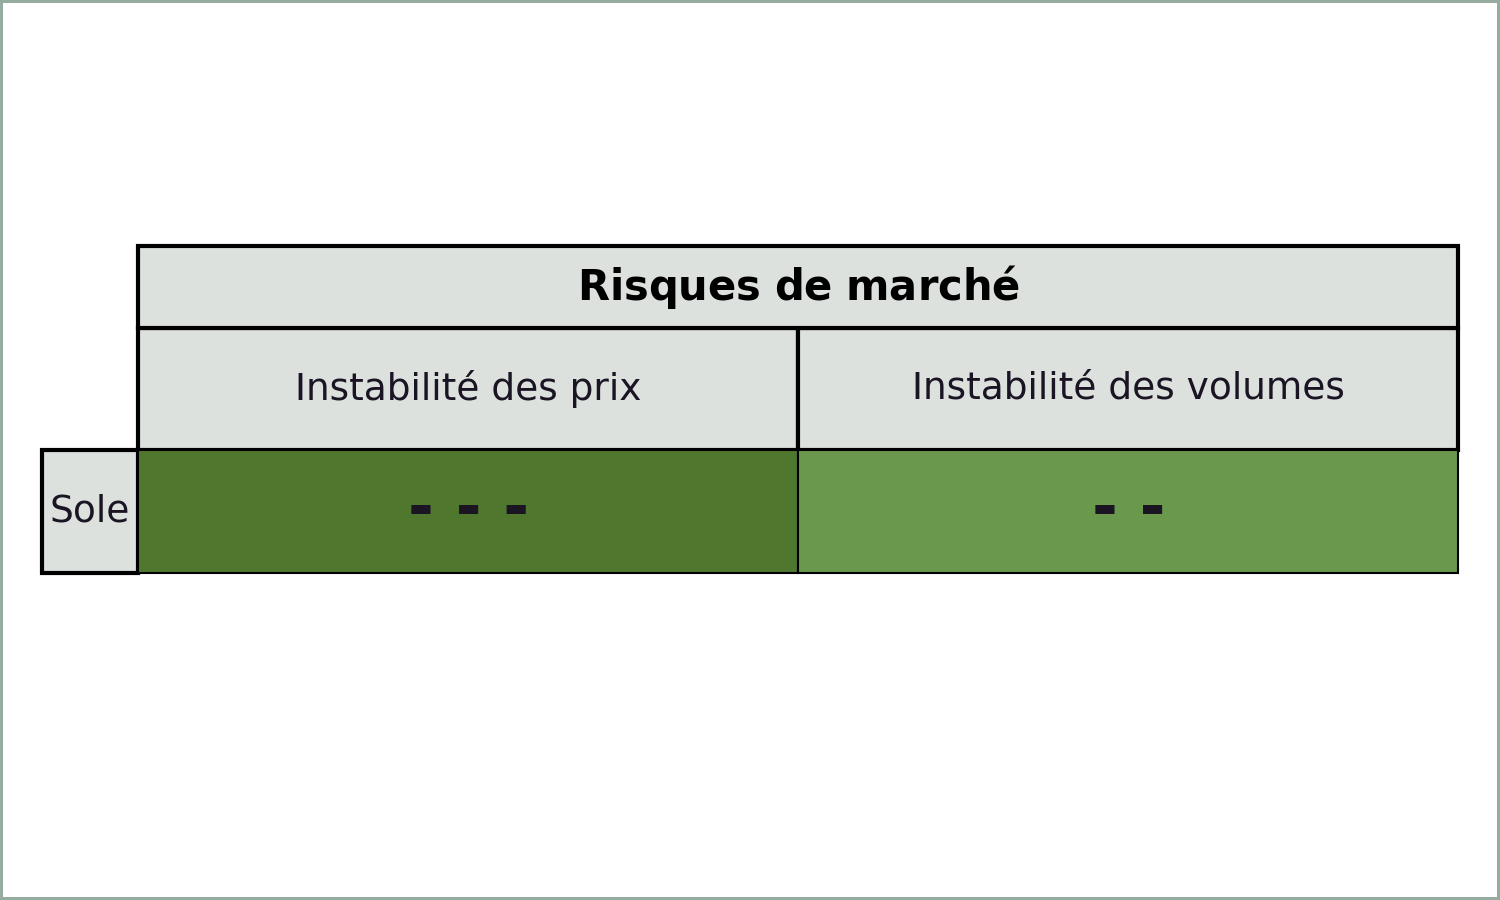 Risques de marché
Instabilité des prix
Instabilité des volumes
Sole
- - -
- -